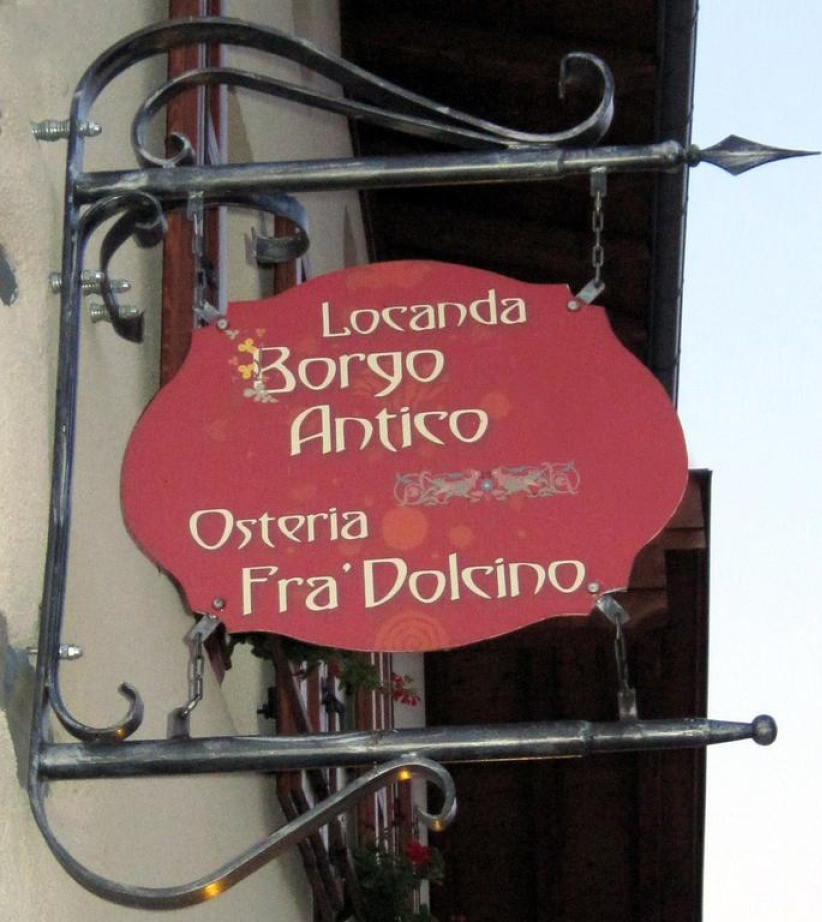 Locanda
Borgo
Antico
Osteria
Fra'Dolcino